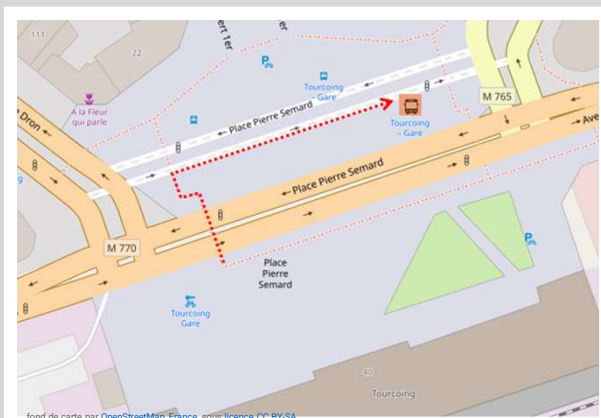 111
22
ert 1er
er
A la Fleur
qui parle
Tourcoing
- Gare
Tourcoing
- Gare
M 765
Place Pierre Semard
Dron
Ave
Place Pierre Semard
M 770
Place
Pierre
Semard
Tourcoing
Gare
40
Tourcoing
fond de carte par OpenStreetMap France, sous licence CC BY-SA